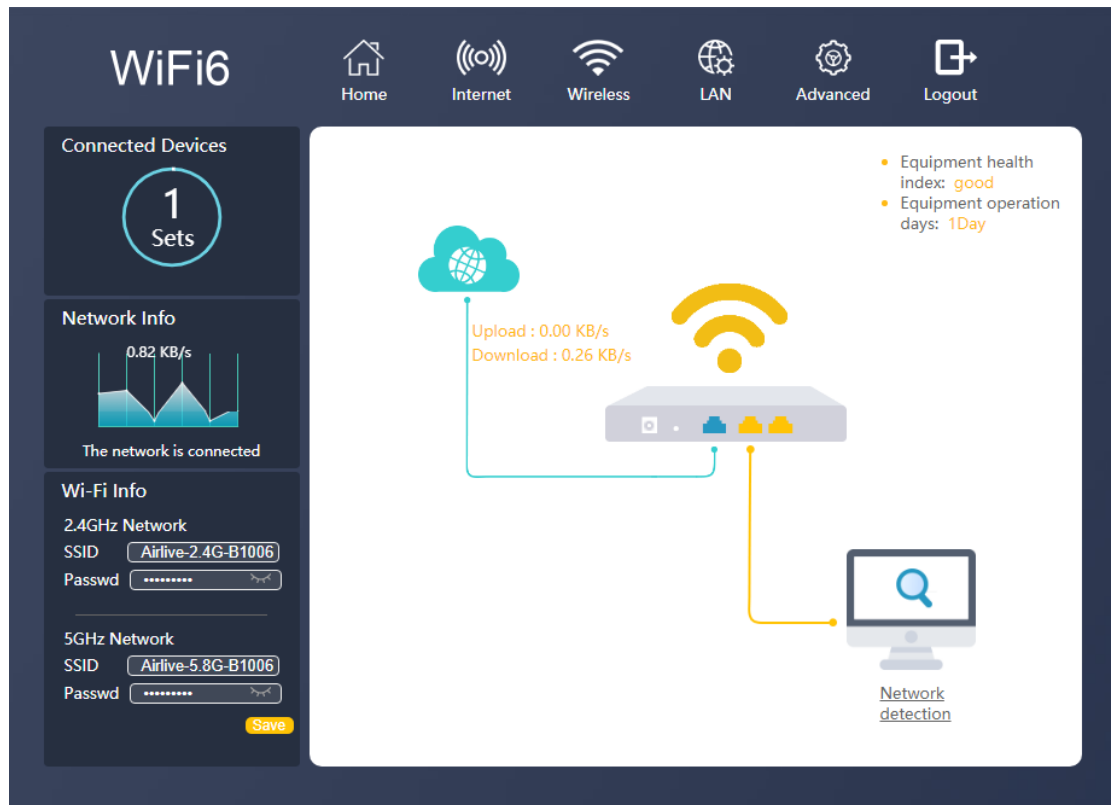 WiFi6
Home
Internet
Wireless
LAN
Advanced
Logout
Connected Devices
1
Sets
Network Info
0.82 KB/s
The network is connected
Wi-Fi Info
2.4GHz Network
SSID Airlive-2.4G-B1006
Passwd •••••••••
5GHz Network
SSID Airlive-5.8G-B1006
Passwd •••••••••
Save
Equipment health
index: good
Equipment operation
days: 1Day
Upload : 0.00 KB/s
Download : 0.26 KB/s
Network
detection